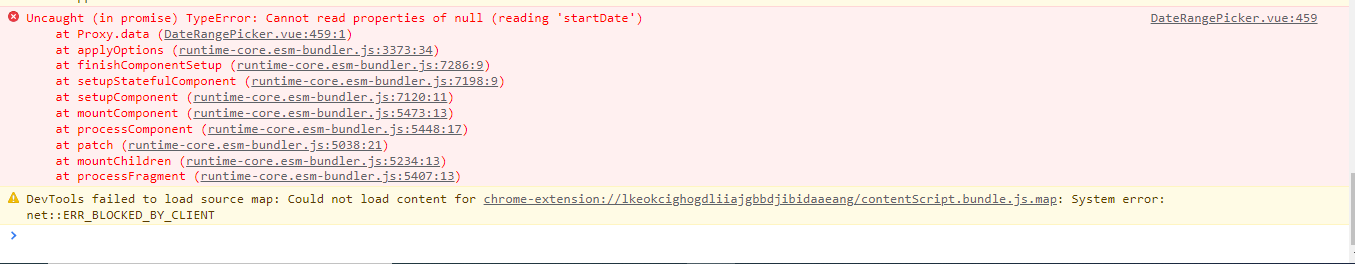 Uncaught (in promise) TypeError: Cannot read properties of null (reading 'startDate') DateRangePicker.vue:459
at Proxy.data (DateRangePicker.vue:459:1)
at applyOptions (runtime-core.esm-bundler.js:3373:34)
at finishComponentSetup (runtime-core.esm-bundler.js:7286:9)
at setupStatefulComponent (runtime-core.esm-bundler.js:7198:9)
at setupComponent (runtime-core.esm-bundler.js:7120:11)
at mountComponent (runtime-core.esm-bundler.js:5473:13)
at processComponent (runtime-core.esm-bundler.js:5448:17)
at patch (runtime-core.esm-bundler.js:5038:21)
at mountChildren (runtime-core.esm-bundler.js:5234:13)
at processFragment (runtime-core.esm-bundler.js:5407:13)
DevTools failed to load source map: Could not load content for chrome-extension://lkeokcighogdliiajgbbdjibidaaeang/contentScript.bundle.js.map: System error:
net::ERR_BLOCKED_BY_CLIENT